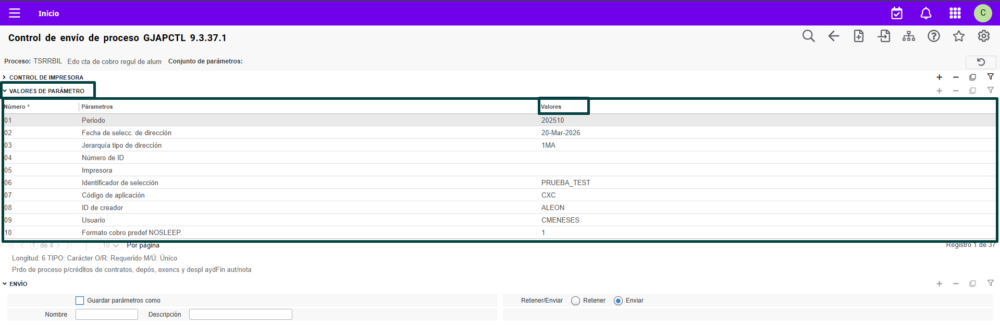 Inicio
C
Control de envío de proceso GJAPCTL 9.3.37.1
Proceso: TSRRBIL Edo cta de cobro regul de alum Conjunto de parámetros:
CONTROL DE IMPRESORA
VALORES DE PARÁMETRO
Número * Párametros Valores
01 Periodo 202510
02 Fecha de selecc. de dirección 20-Mar-2026
03 Jerarquía tipo de dirección 1MA
04 Número de ID
05 Impresora
06 Identificador de selección PRUEBA_TEST
07 Código de aplicación CXC
08 ID de creador ALEON
09 Usuario CMENESES
10 Formato cobro predef NOSLEEP. 1
1 de 4 10 Por página Registro 1 de 37
Longitud: 6 TIPO: Carácter O/R: Requerido M/Ú: Único
Prdo de proceso p/créditos de contratos, depós, exencs y despl aydFin aut/nota
ENVÍO
Guardar parámetros como Retener/Enviar Retener Enviar
Nombre Descripción